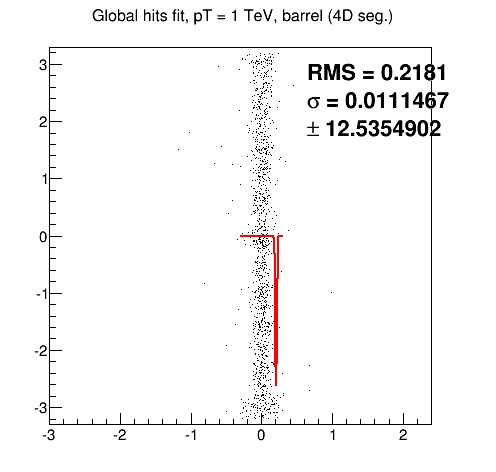 Global hits fit, pT = 1 TeV, barrel (4D seg.)
RMS = 0.2181
σ = 0.0111467
± 12.5354902
3
2
1
0
-1
-2
-3
-3 -2 -1 0 1 2